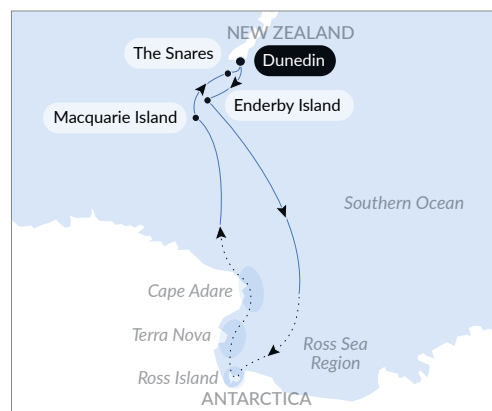 NEW ZEALAND
The Snares
Dunedin
Enderby Island
Macquarie Island
Southern Ocean
Cape Adare
Terra Nova
Ross Sea
Region
Ross Island
ANTARCTICA